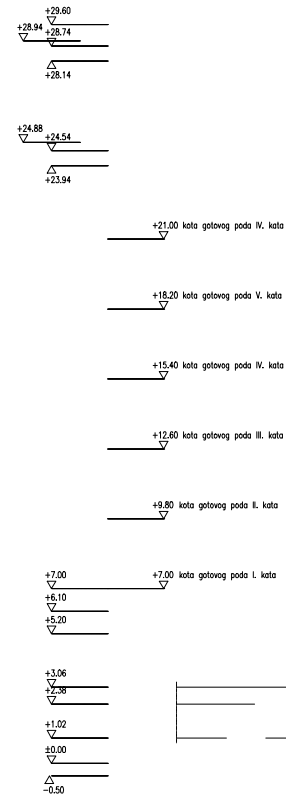 +29.60
+28.94
+28.74
+28.14
+24.88
+24.54
+23.94
+21.00 kota gotovog poda IV. kata
+18.20 kota gotovog poda V. kata
+15.40 kota gotovog poda IV. kata
+12.60 kota gotovog poda III. kata
+9.80 kota gotovog poda II. kata
+7.00 +7.00 kota gotovog poda I. kata
+6.10
+5.20
+3.06
+2.38
+1.02
±0.00
−0.50